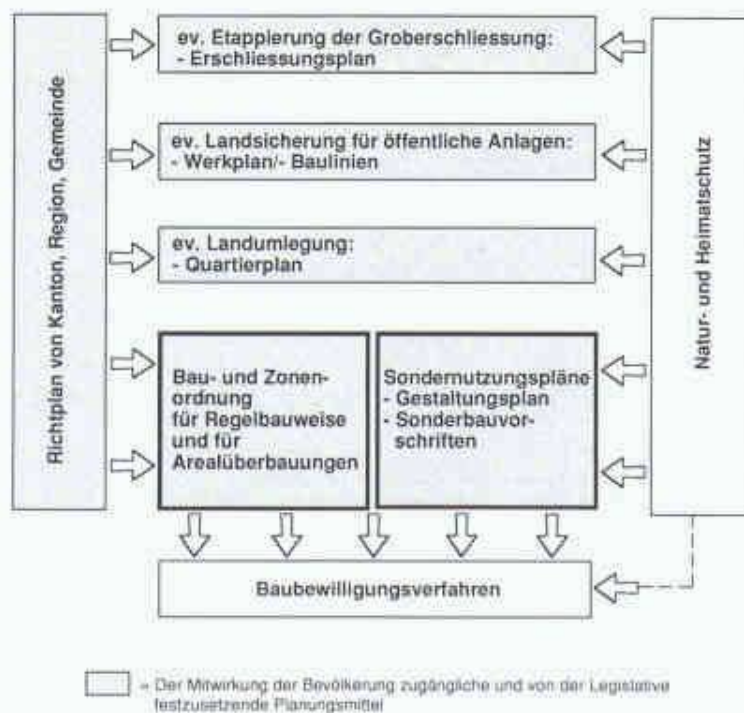 Richtplan von Kanton, Region, Gemeinde
ev. Etappierung der Groberschliessung:
- Erschliessungsplan
ev. Landsicherung für öffentliche Anlagen:
- Werkplan/- Baulinien
ev. Landumlegung:
- Quartierplan
Bau- und Zonen-
ordnung
für Regelbauweise
und für
Arealüberbauungen
Sondernutzungspläne
- Gestaltungsplan
- Sonderbauvor-
schriften
Natur- und Heimatschutz
Baubewilligungsverfahren
= Der Mitwirkung der Bevölkerung zugängliche und von der Legislative
festzusetzende Planungsmittel